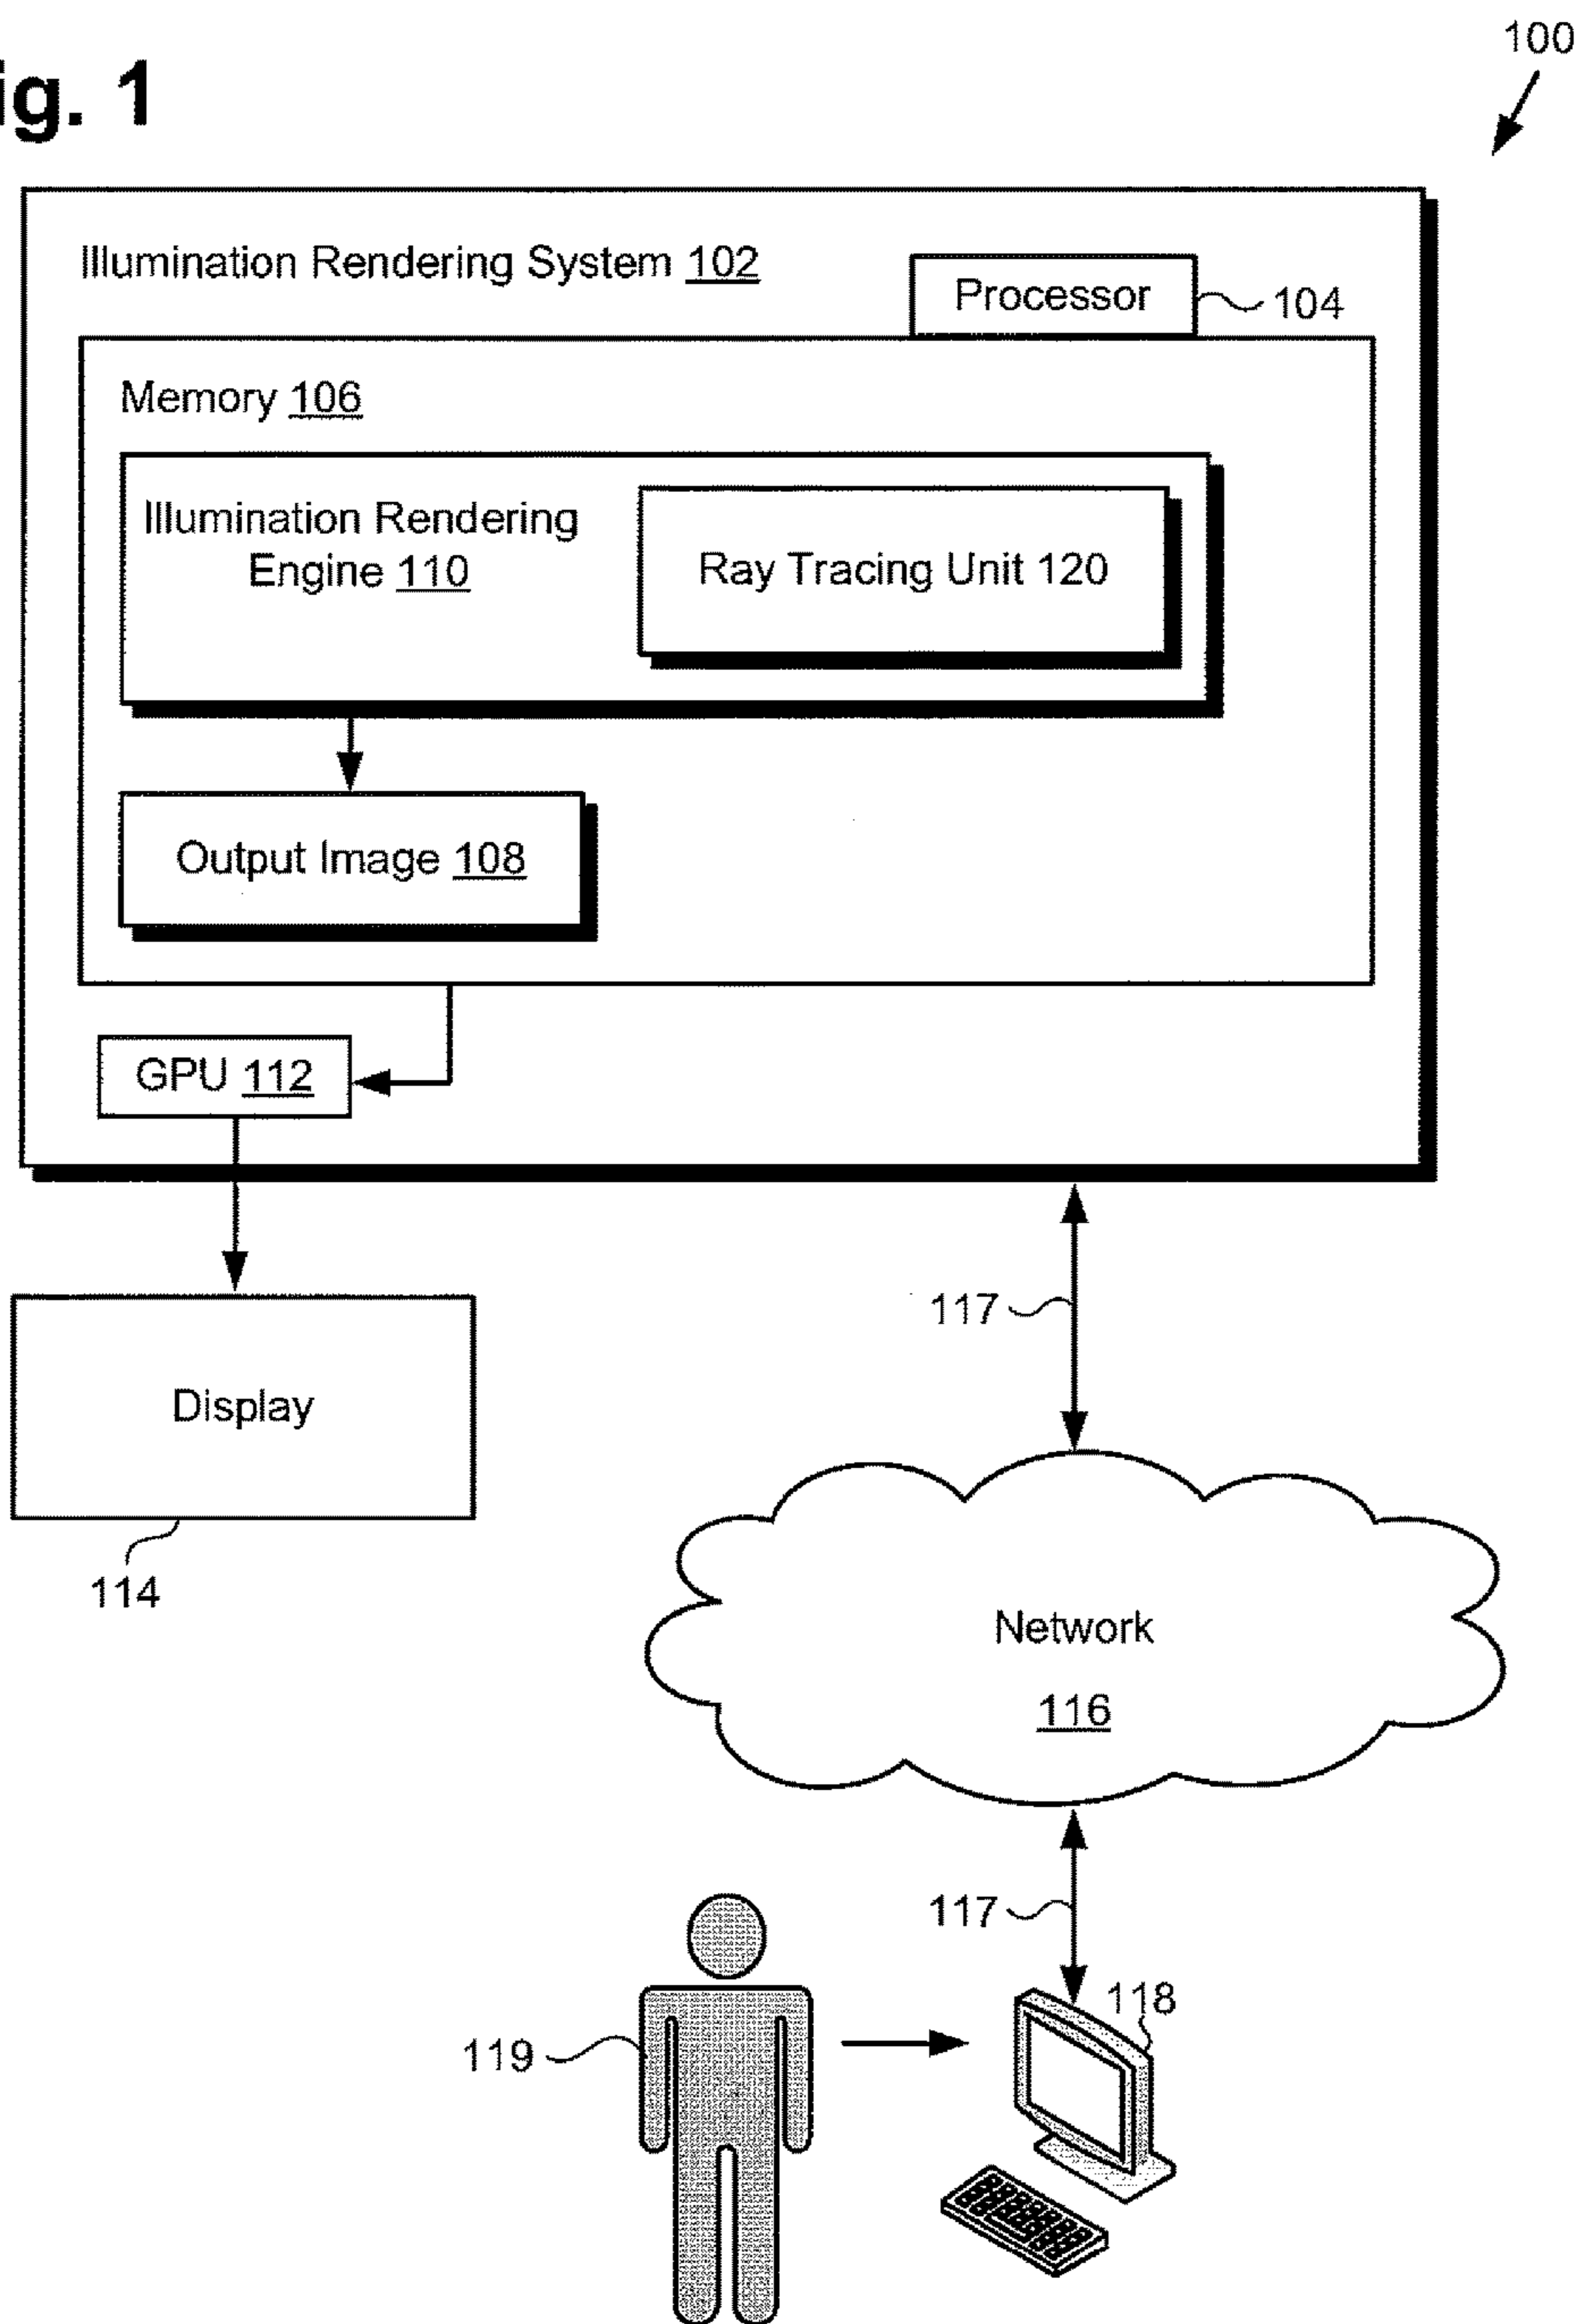 ig. 1
100
Illumination Rendering System 102
Processor
104
Memory 106
Illumination Rendering
Engine 110
Ray Tracing Unit 120
Output Image 108
GPU 112
117
Display
114
Network
116
117
118
119